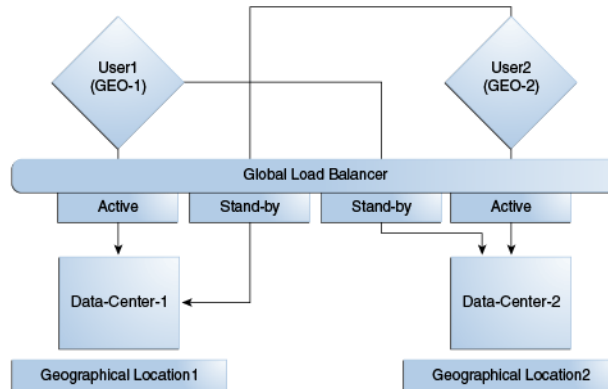 User1
(GEO-1)
User2
(GEO-2)
Global Load Balancer
Active
Stand-by
Stand-by
Active
Data-Center-1
Data-Center-2
Geographical Location1
Geographical Location2